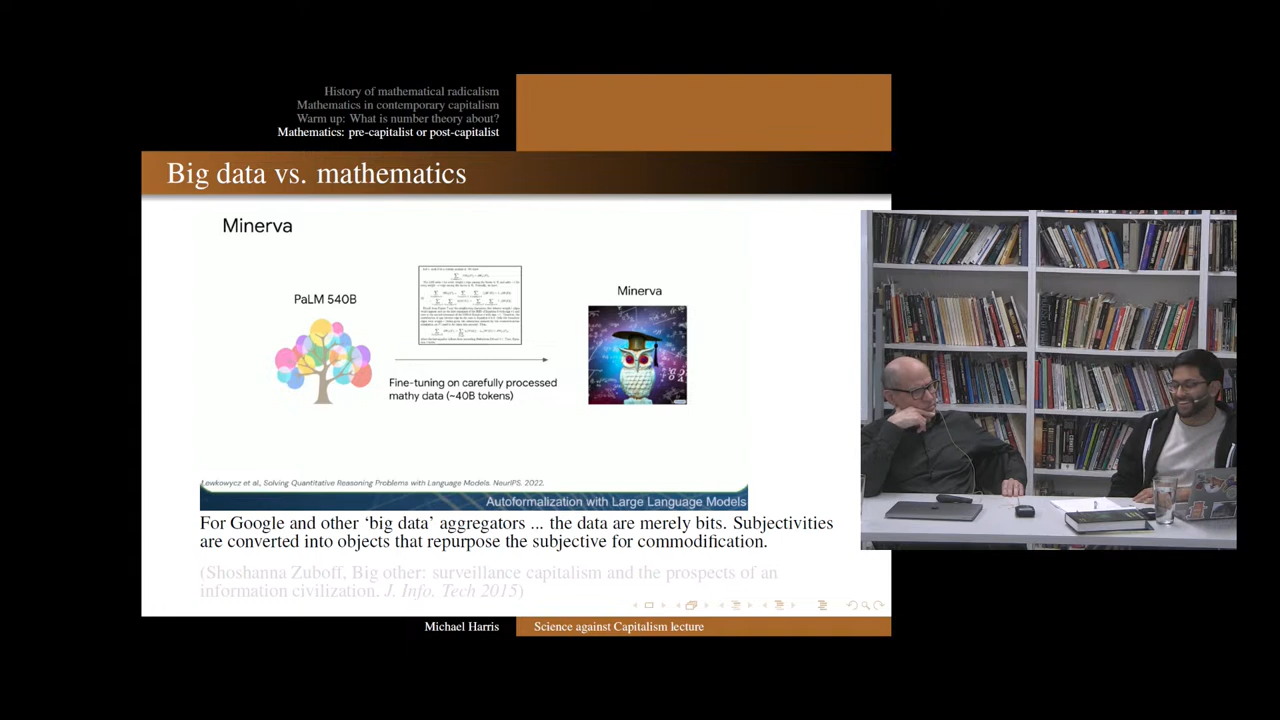 History of mathematical radicalism
Mathematics in contemporary capitalism
Warm up: What is number theory about?
Mathematics: pre-capitalist or post-capitalist
Big data vs. mathematics
Minerva
PaLM 540B
Minerva
Fine-tuning on carefully processed
mathy data (~40B tokens)
Lewkowycz et al, Solving Quantitative Reasoning Problems with Language Models. NeurIPS. 2022.
Autoformalization with Large Language Models
For Google and other ‘big data’ aggregators ... the data are merely bits. Subjectivities
are converted into objects that repurpose the subjective for commodification.
(Shoshanna Zuboff, Big other: surveillance capitalism and the prospects of an
information civilization. J. Info, Tech 2015)
Michael Harris
Science against Capitalism lecture